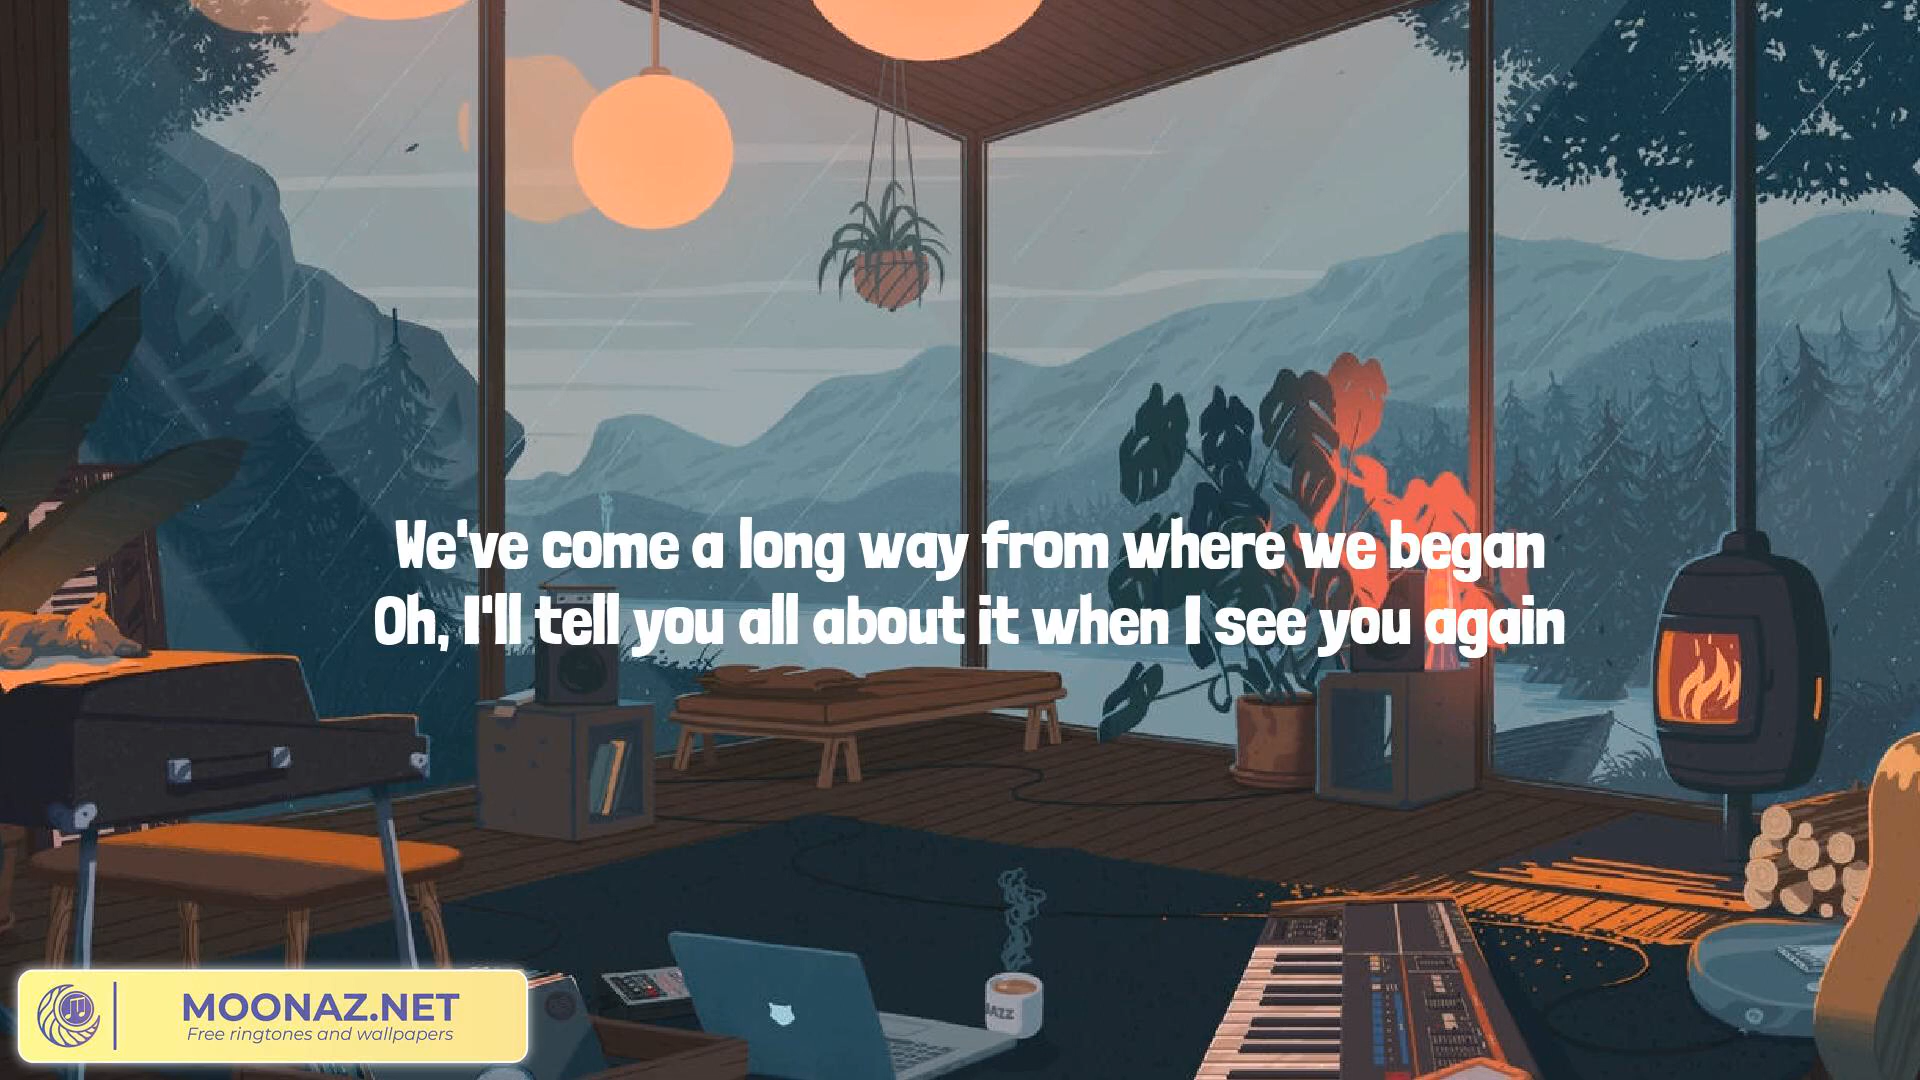 We've come a long way from where we began
Oh, I'll tell you all about it when I see you again
JAZZ
MOONAZ.NET
Free ringtones and wallpapers